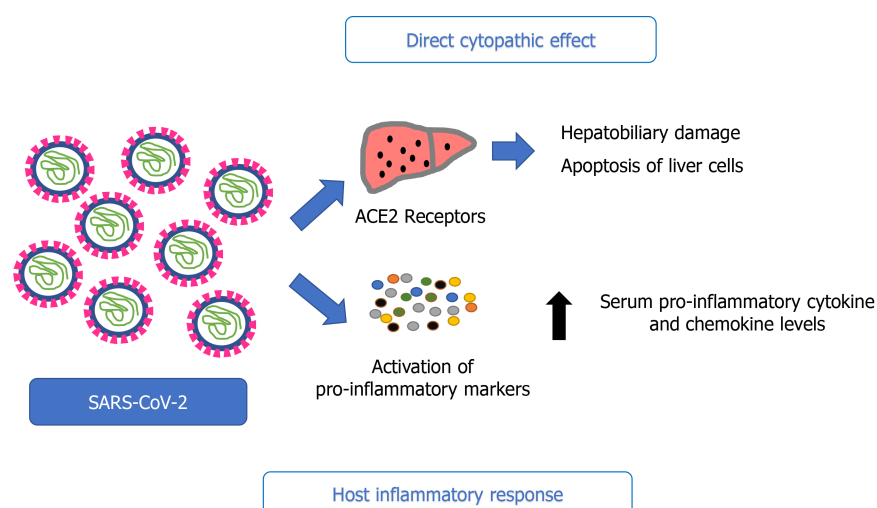 Direct cytopathic effect
Hepatobiliary damage
Apoptosis of liver cells
ACE2 Receptors
Serum pro-inflammatory cytokine
and chemokine levels
Activation of
pro-inflammatory markers
SARS-CoV-2
Host inflammatory response